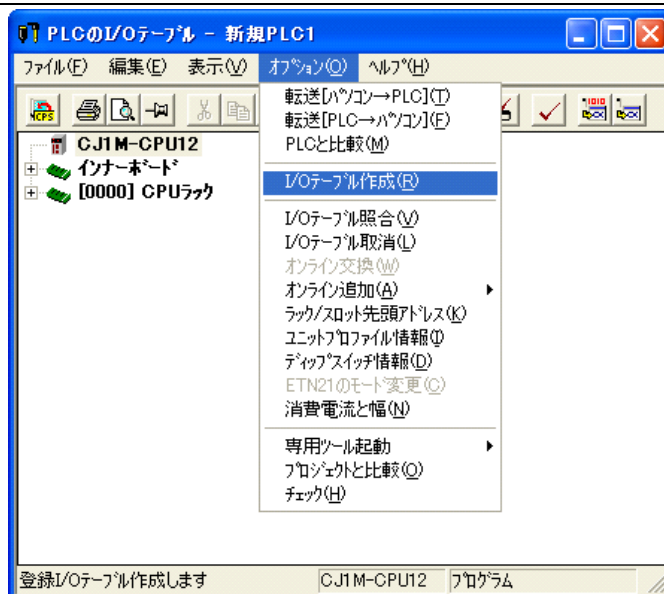 PLCのI/Oテーブル - 新規PLC1
ファイル(F) 編集(E) 表示(V) オプション(O) ヘルプ(H)
転送[パソコン→PLC](T)
転送[PLC→パソコン](F)
PLCと比較(M)
I/Oテーブル作成(R)
I/Oテーブル照合(V)
I/Oテーブル取消(L)
オンライン交換(W)
オンライン追加(A)
ラック/スロット先頭アドレス(K)
ユニットプロファイル情報(I)
ディップスイッチ情報(D)
ETN21のモード変更(C)
消費電流と幅(N)
専用ツール起動
プロジェクトと比較(O)
チェック(H)
CPS
CJ1M-CPU12
インナーボード
[0000] CPUラック
登録I/Oテーブル作成します CJ1M-CPU12 プログラム